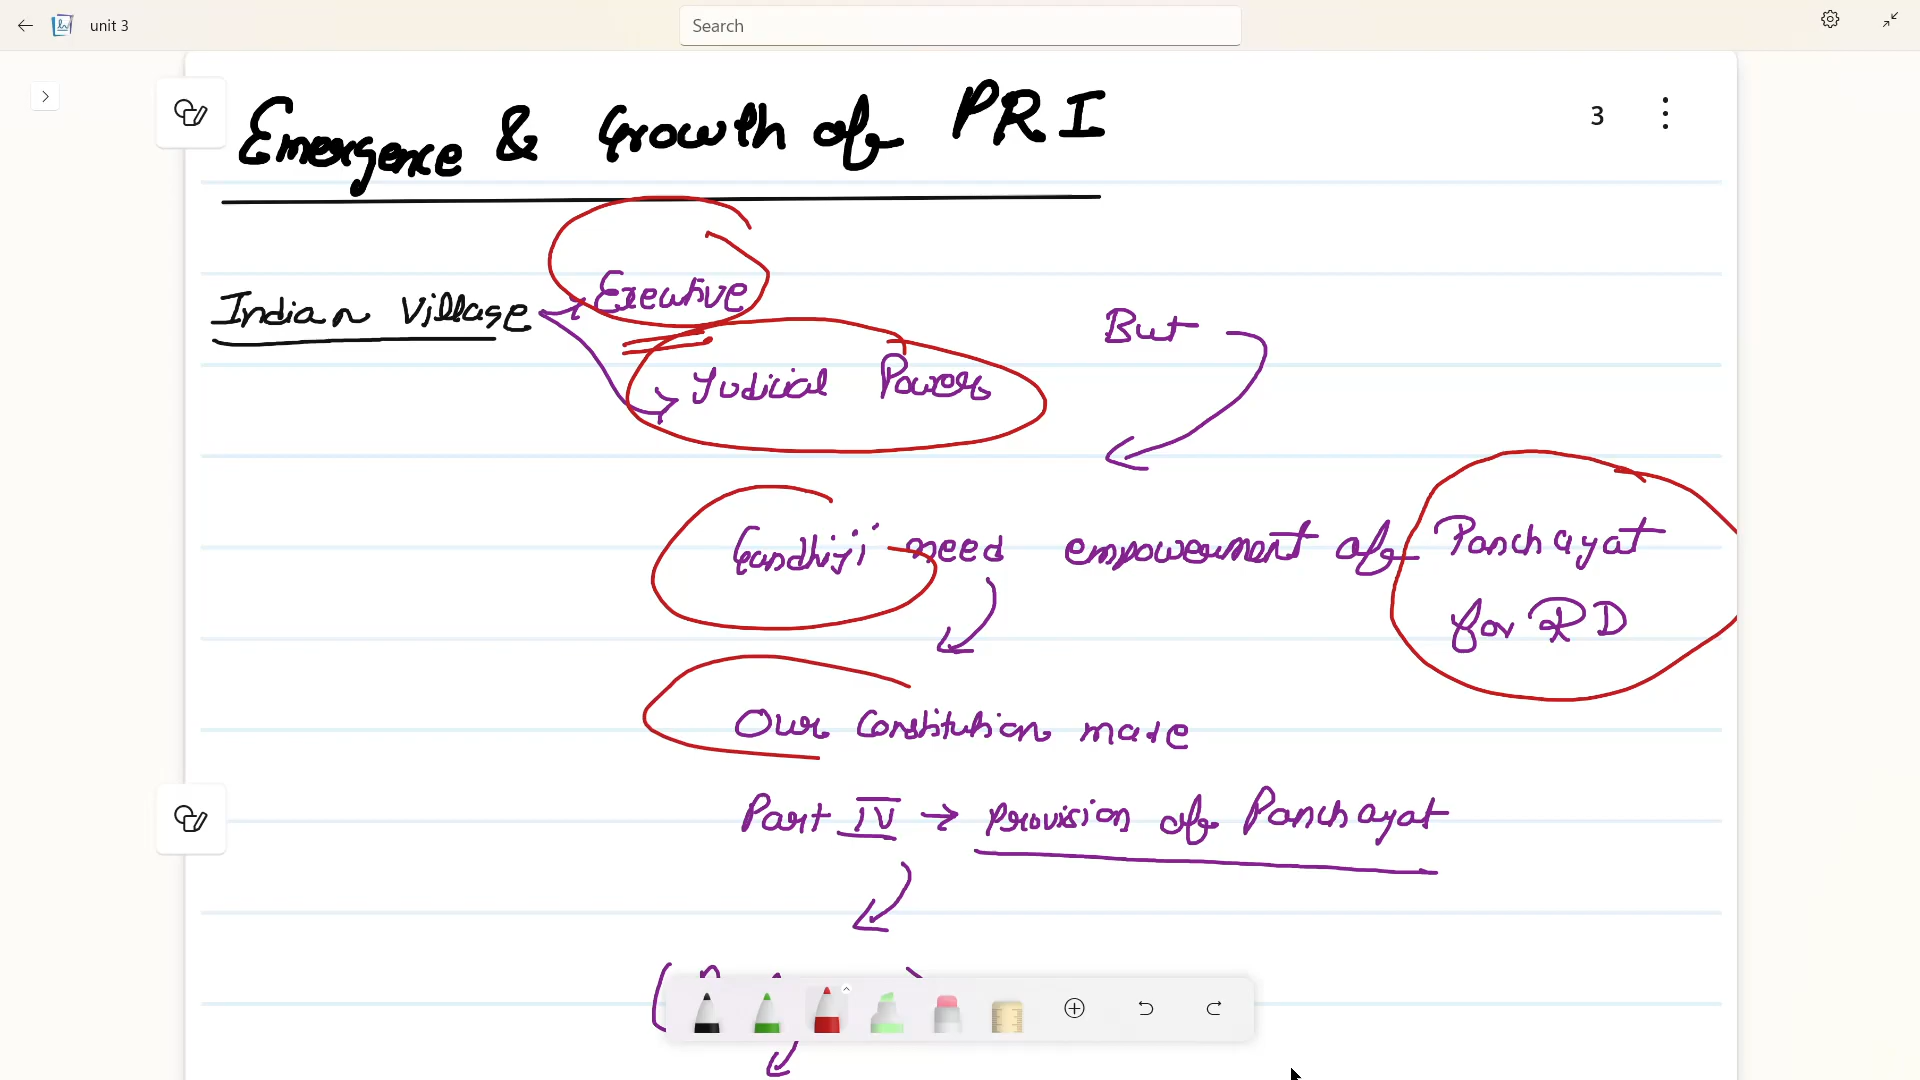 unit 3
Search
Emergence & Growth of PRI
3
Indian Village
Executive
Judicial Powers
But
Gandhiji need empowerment of Panchayat
for RD
Our Constitution made
Part IV → provision of Panchayat